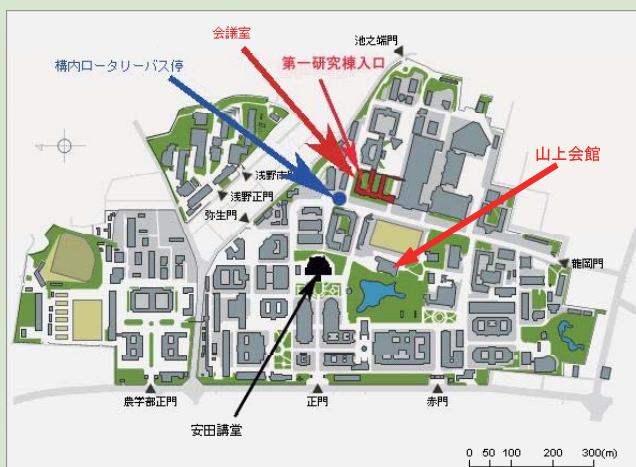 会議室
池之端門
第一研究棟入口
構内ロータリーバス停
山上会館
浅野南門
浅野正門
弥生門
龍岡門
農学部正門
正門
赤門
安田講堂
0 50 100 200 300(m)